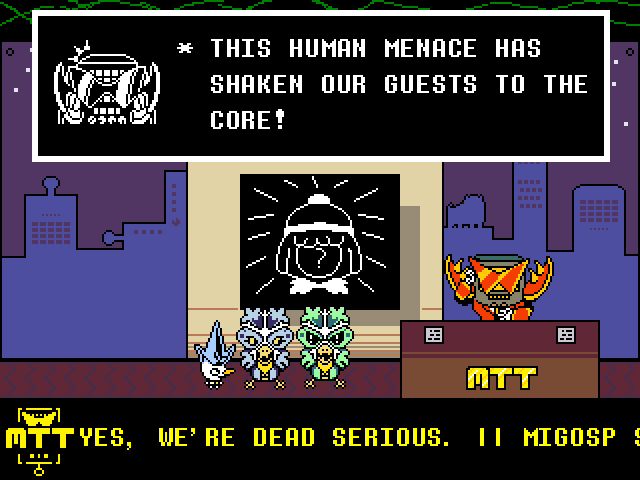 * THIS HUMAN MENACE HAS
SHAKEN OUR GUESTS TO THE
CORE!
?
MTT
MTT YES, WE'RE DEAD SERIOUS. || MIGOSP S